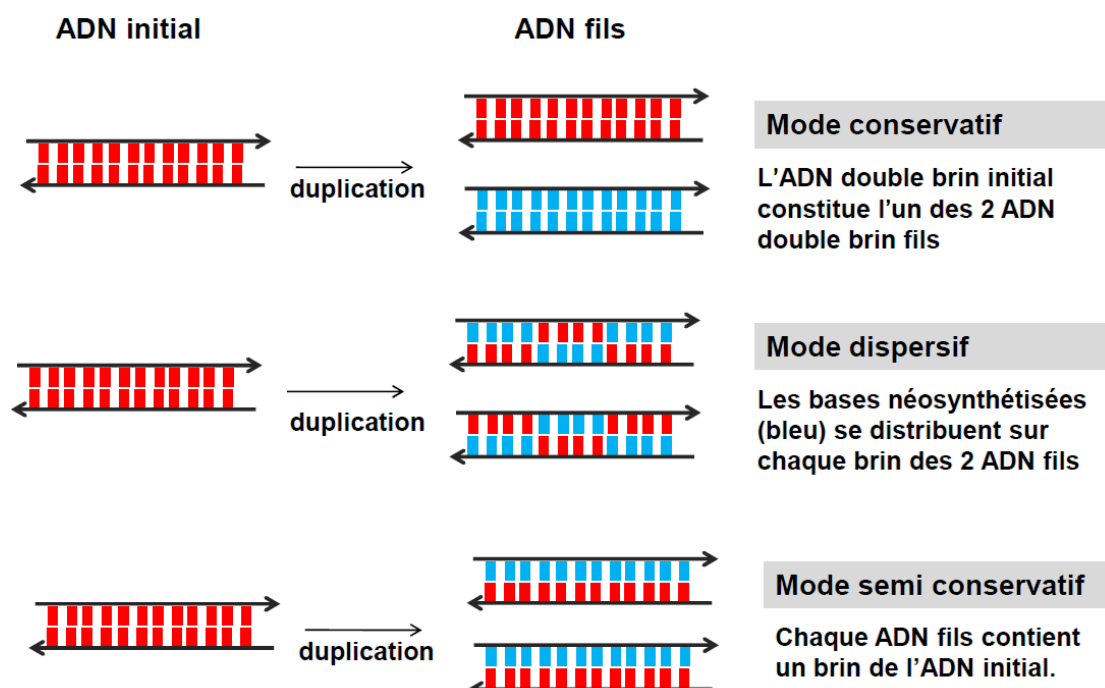 ADN initial
ADN fils
duplication
Mode conservatif
L'ADN double brin initial
constitue l'un des 2 ADN
double brin fils
duplication
Mode dispersif
Les bases néosynthétisées
(bleu) se distribuent sur
chaque brin des 2 ADN fils
duplication
Mode semi conservatif
Chaque ADN fils contient
un brin de l'ADN initial.